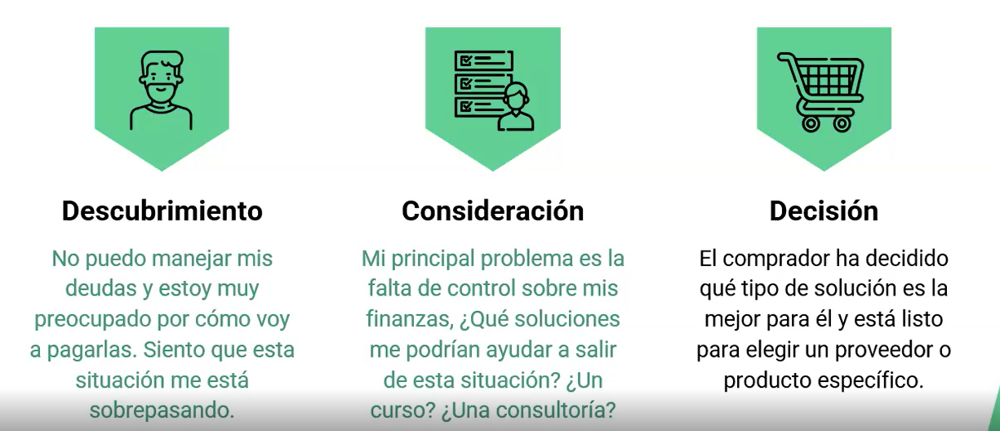 Descubrimiento
No puedo manejar mis
deudas y estoy muy
preocupado por cómo voy
a pagarlas. Siento que esta
situación me está
sobrepasando.
Consideración
Mi principal problema es la
falta de control sobre mis
finanzas, ¿Qué soluciones
me podrían ayudar a salir
de esta situación? ¿Un
curso? ¿Una consultoría?
Decisión
El comprador ha decidido
qué tipo de solución es la
mejor para él y está listo
para elegir un proveedor o
producto específico.